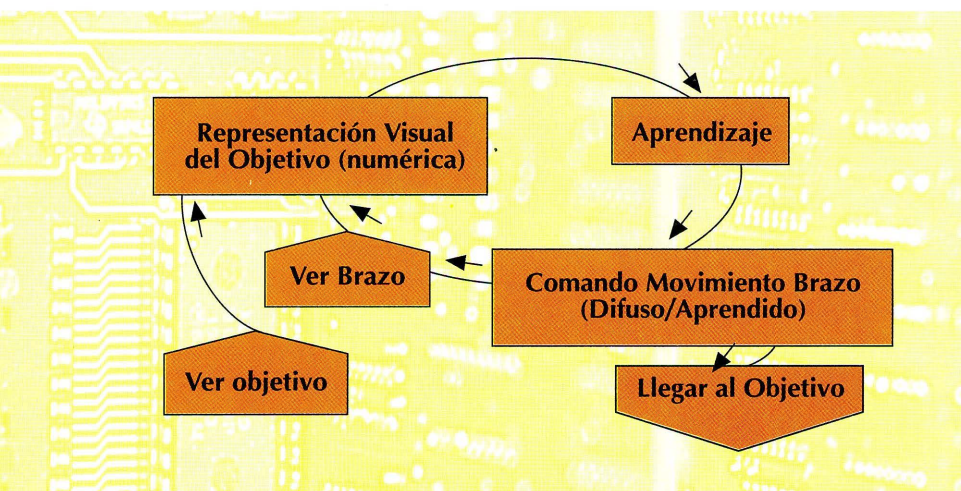 Representación Visual
del Objetivo (numérica)
Aprendizaje
Ver Brazo
Comando Movimiento Brazo
(Difuso/Aprendido)
Ver objetivo
Llegar al Objetivo